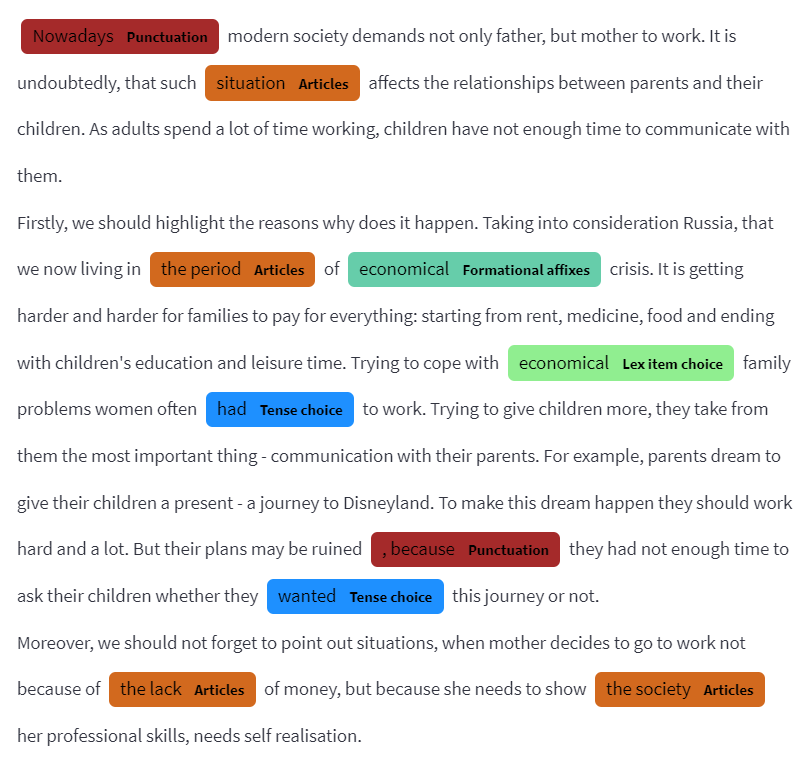 Nowadays Punctuation modern society demands not only father, but mother to work. It is
undoubtedly, that such situation Articles affects the relationships between parents and their
children. As adults spend a lot of time working, children have not enough time to communicate with
them.
Firstly, we should highlight the reasons why does it happen. Taking into consideration Russia, that
we now living in the period Articles of economical Formational affixes crisis. It is getting
harder and harder for families to pay for everything: starting from rent, medicine, food and ending
with children's education and leisure time. Trying to cope with economical Lex item choice family
problems women often had Tense choice to work. Trying to give children more, they take from
them the most important thing - communication with their parents. For example, parents dream to
give their children a present - a journey to Disneyland. To make this dream happen they should work
hard and a lot. But their plans may be ruined , because Punctuation they had not enough time to
ask their children whether they wanted Tense choice this journey or not.
Moreover, we should not forget to point out situations, when mother decides to go to work not
because of the lack Articles of money, but because she needs to show the society Articles
her professional skills, needs self realisation.